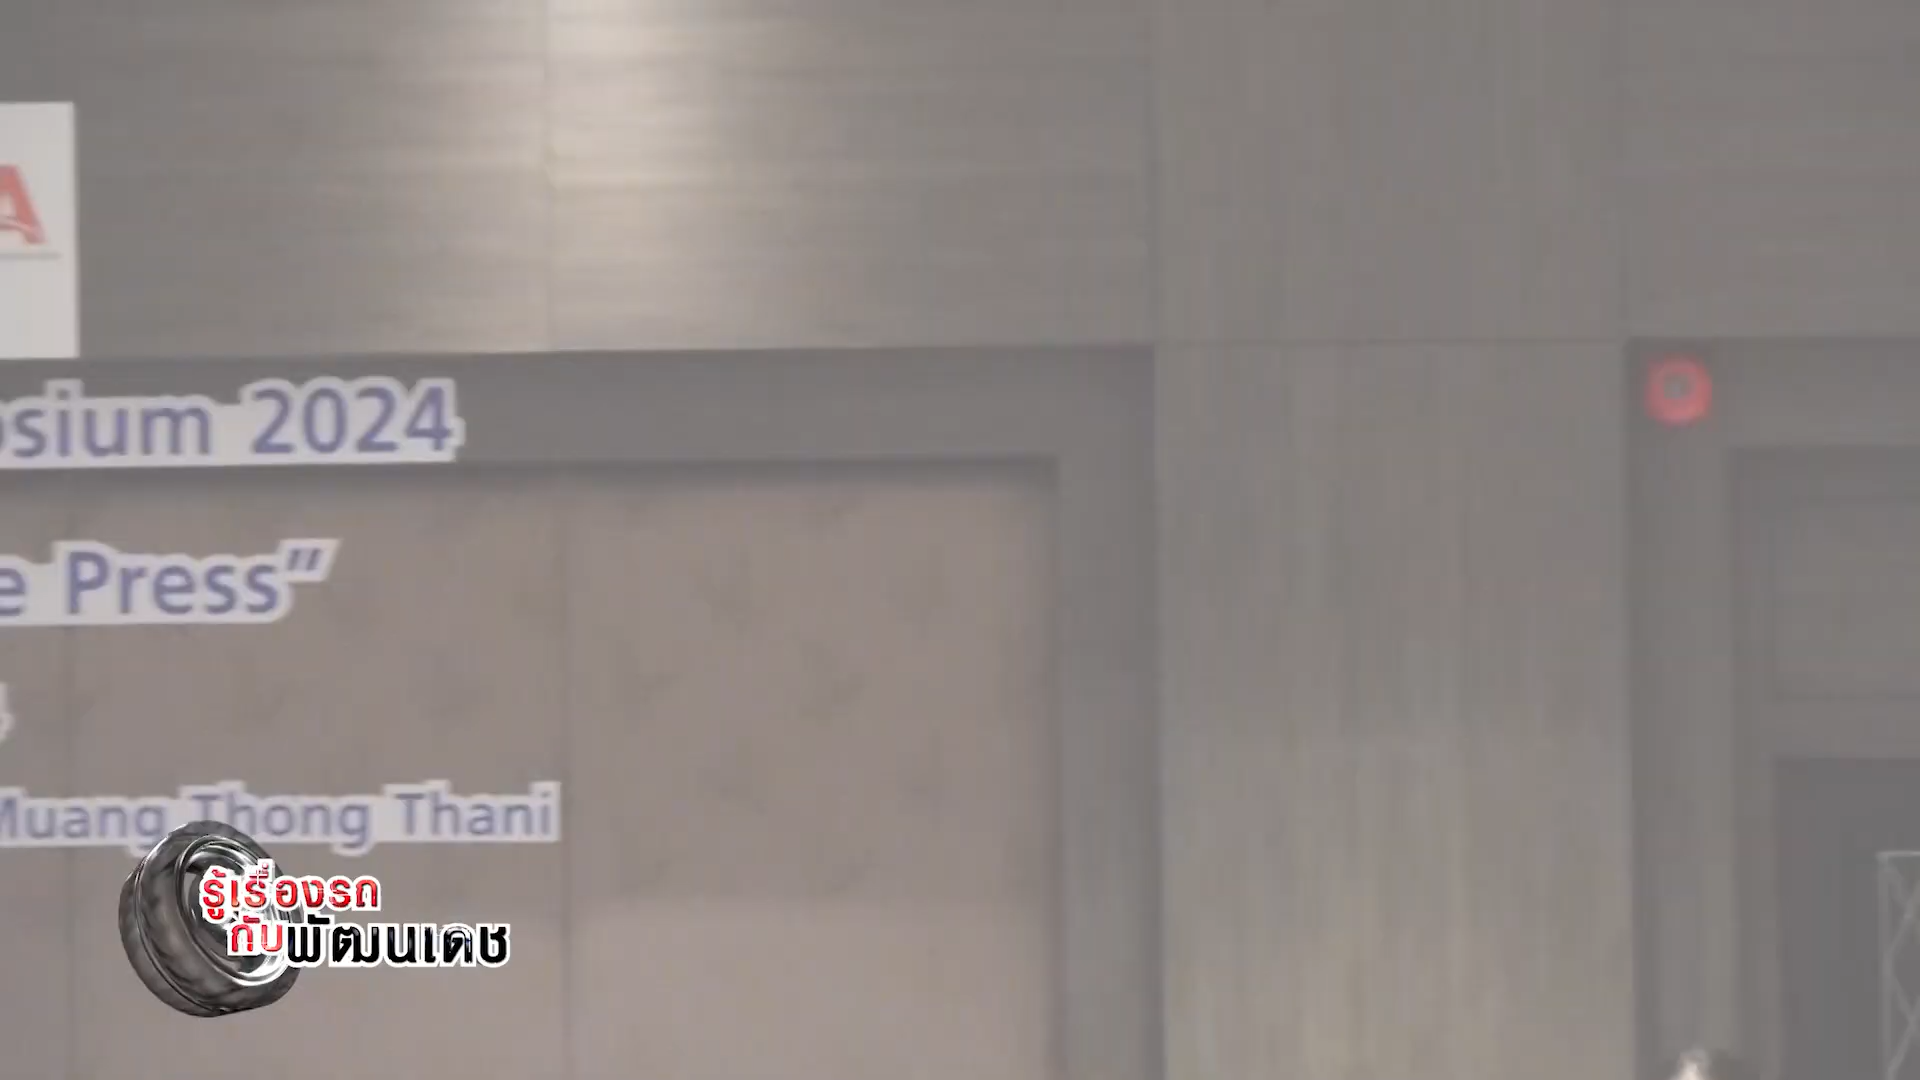 A
osium 2024
e Press”
Muang Thong Thani
รู้เรื่องรถ
กับพัฒนเดช